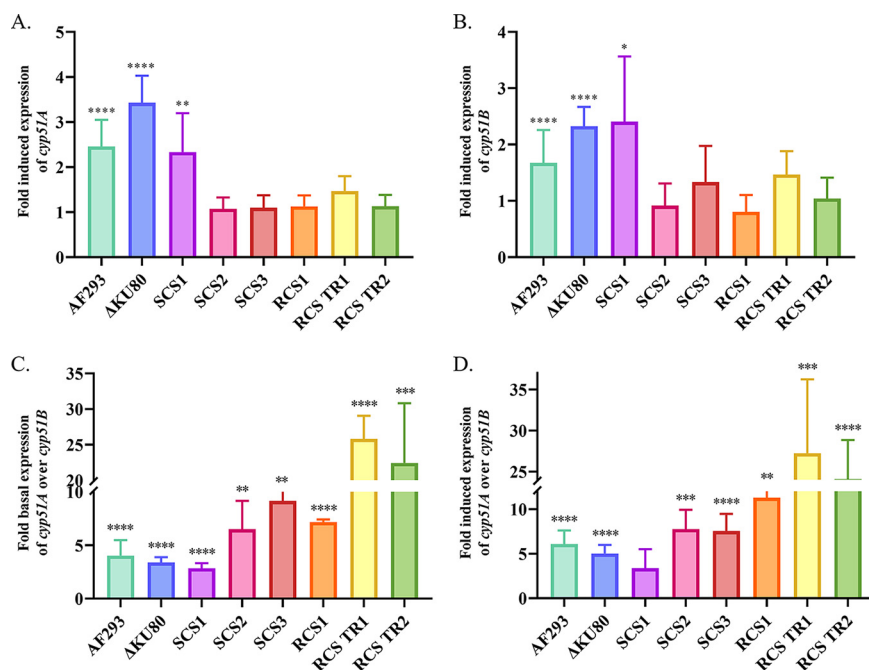 A.
Fold induced expression
of cyp51A
5
4
3
2
1
0
**** **** **
AF293 ΔKU80 SCS1 SCS2 SCS3 RCS1 RCS TR1 RCS TR2
B.
Fold induced expression
of cyp51B
4
3
2
1
0
**** **** *
AF293 ΔKU80 SCS1 SCS2 SCS3 RCS1 RCS TR1 RCS TR2
C.
Fold basal expression
of cyp51A over cyp51B
35
30
25
20
10
5
0
**** **** **** ** ** **** **** ***
AF293 ΔKU80 SCS1 SCS2 SCS3 RCS1 RCS TR1 RCS TR2
D.
Fold induced expression
of cyp51A over cyp51B
35
30
25
10
5
0
**** **** *** **** ** *** ****
AF293 ΔKU80 SCS1 SCS2 SCS3 RCS1 RCS TR1 RCS TR2